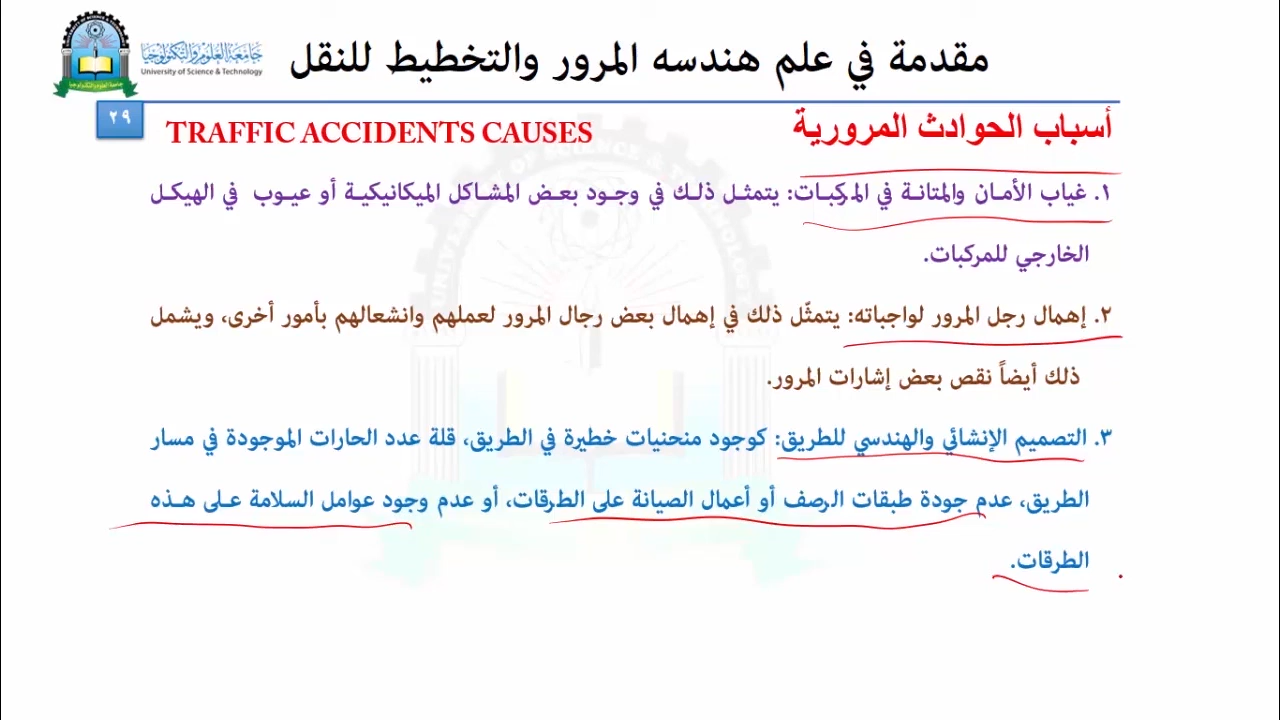 جامعة العلوم والتكنولوجيا
University of Science & Technology
مقدمة في علم هندسه المرور والتخطيط للنقل
٢٩
أسباب الحوادث المرورية
TRAFFIC ACCIDENTS CAUSES
١. غياب الأمان والمتانة في المركبات: يتمثل ذلك في وجود بعض المشاكل الميكانيكية أو عيوب في الهيكل
الخارجي للمركبات.
٢. إهمال رجل المرور لواجباته: يتمثّل ذلك في إهمال بعض رجال المرور لعملهم وانشعالهم بأمور أخرى، ويشمل
ذلك أيضاً نقص بعض إشارات المرور.
٣. التصميم الإنشائي والهندسي للطريق: كوجود منحنيات خطيرة في الطريق، قلة عدد الحارات الموجودة في مسار
الطريق، عدم جودة طبقات الرصف أو أعمال الصيانة على الطرقات، أو عدم وجود عوامل السلامة على هذه
الطرقات.